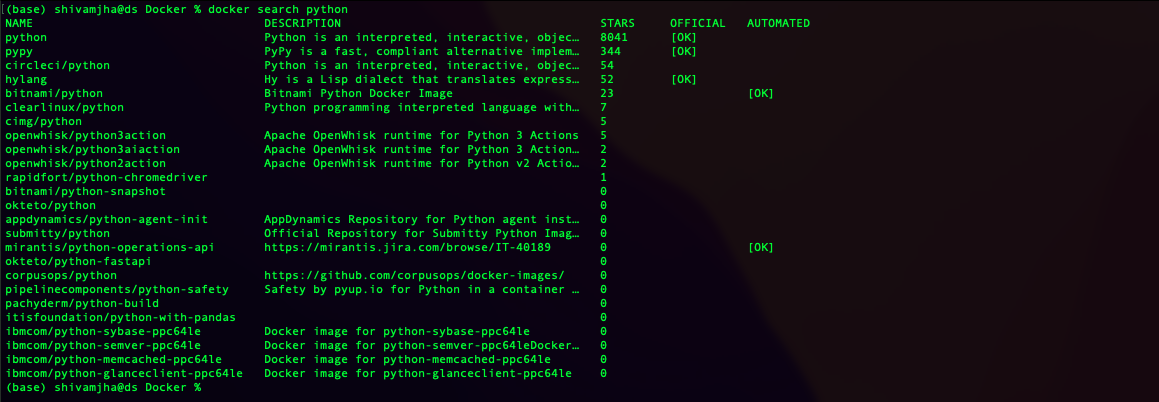 [(base) shivamjha@ds Docker % docker search python
NAME DESCRIPTION STARS OFFICIAL AUTOMATED
python Python is an interpreted, interactive, objec… 8041 [OK]
pypy PyPy is a fast, compliant alternative implem… 344 [OK]
circleci/python Python is an interpreted, interactive, objec… 54
hylang Hy is a Lisp dialect that translates express… 52 [OK]
bitnami/python Bitnami Python Docker Image 23 [OK]
clearlinux/python Python programming interpreted language with… 7
cimg/python 5
openwhisk/python3action Apache OpenWhisk runtime for Python 3 Actions 5
openwhisk/python3aiaction Apache OpenWhisk runtime for Python 3 Action… 2
openwhisk/python2action Apache OpenWhisk runtime for Python v2 Actio… 2
rapidfort/python-chromedriver 1
bitnami/python-snapshot 0
okteto/python 0
appdynamics/python-agent-init AppDynamics Repository for Python agent inst… 0
submitty/python Official Repository for Submitty Python Imag… 0
mirantis/python-operations-api https://mirantis.jira.com/browse/IT-40189 0 [OK]
okteto/python-fastapi 0
corpusops/python https://github.com/corpusops/docker-images/ 0
pipelinecomponents/python-safety Safety by pyup.io for Python in a container … 0
pachyderm/python-build 0
itisfoundation/python-with-pandas 0
ibmcom/python-sybase-ppc64le Docker image for python-sybase-ppc64le 0
ibmcom/python-semver-ppc64le Docker image for python-semver-ppc64leDocker… 0
ibmcom/python-memcached-ppc64le Docker image for python-memcached-ppc64le 0
ibmcom/python-glanceclient-ppc64le Docker image for python-glanceclient-ppc64le 0
(base) shivamjha@ds Docker %